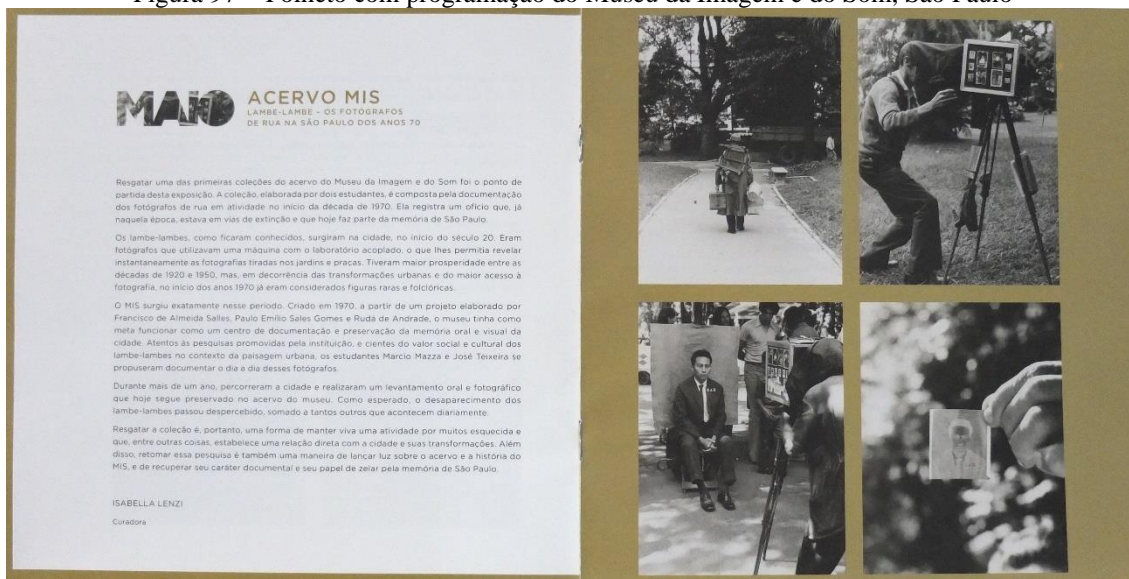 Figura 97 – Folheto com programação do Museu da Imagem e do Som, São Paulo
MAIO
ACERVO MIS
LAMBE-LAMBE – OS FOTÓGRAFOS
DE RUA NA SÃO PAULO DOS ANOS 70
Resgatar uma das primeiras coleções do acervo do Museu da Imagem e do Som foi o ponto de
partida desta exposição. A coleção, elaborada por dois estudantes, é composta pela documentação
dos fotógrafos de rua em atividade no início da década de 1970. Ela registra um ofício que, já
naquela época, estava em vias de extinção e que hoje faz parte da memória de São Paulo.
Os lambe-lambes, como ficaram conhecidos, surgiram na cidade, no início do século 20. Eram
fotógrafos que utilizavam uma máquina com o laboratório acoplado, o que lhes permitia revelar
instantaneamente as fotografias tiradas nos jardins e praças. Tiveram maior prosperidade entre as
décadas de 1920 e 1950, mas, em decorrência das transformações urbanas e do maior acesso à
fotografia, no início dos anos 1970 já eram considerados figuras raras e folclóricas.
O MIS surgiu exatamente nesse período. Criado em 1970, a partir de um projeto elaborado por
Francisco de Almeida Salles, Paulo Emilio Sales Gomes e Rudá de Andrade, o museu tinha como
meta funcionar como um centro de documentação e preservação da memória oral e visual da
cidade. Atentos às pesquisas promovidas pela instituição, e cientes do valor social e cultural dos
lambe-lambes no contexto da paisagem urbana, os estudantes Marcio Mazza e José Teixeira se
propuseram documentar o dia a dia desses fotógrafos.
Durante mais de um ano, percorreram a cidade e realizaram um levantamento oral e fotográfico
que hoje segue preservado no acervo do museu. Como esperado, o desaparecimento dos
lambe-lambes passou despercebido, somado a tantos outros que acontecem diariamente.
Resgatar a coleção é, portanto, uma forma de manter viva uma atividade por muitos esquecida e
que, entre outras coisas, estabelece uma relação direta com a cidade e suas transformações. Além
disso, retomar essa pesquisa é também uma maneira de lançar luz sobre o acervo e a história do
MIS, e de recuperar seu caráter documental e seu papel de zelar pela memória de São Paulo.
ISABELLA LENZI
Curadora